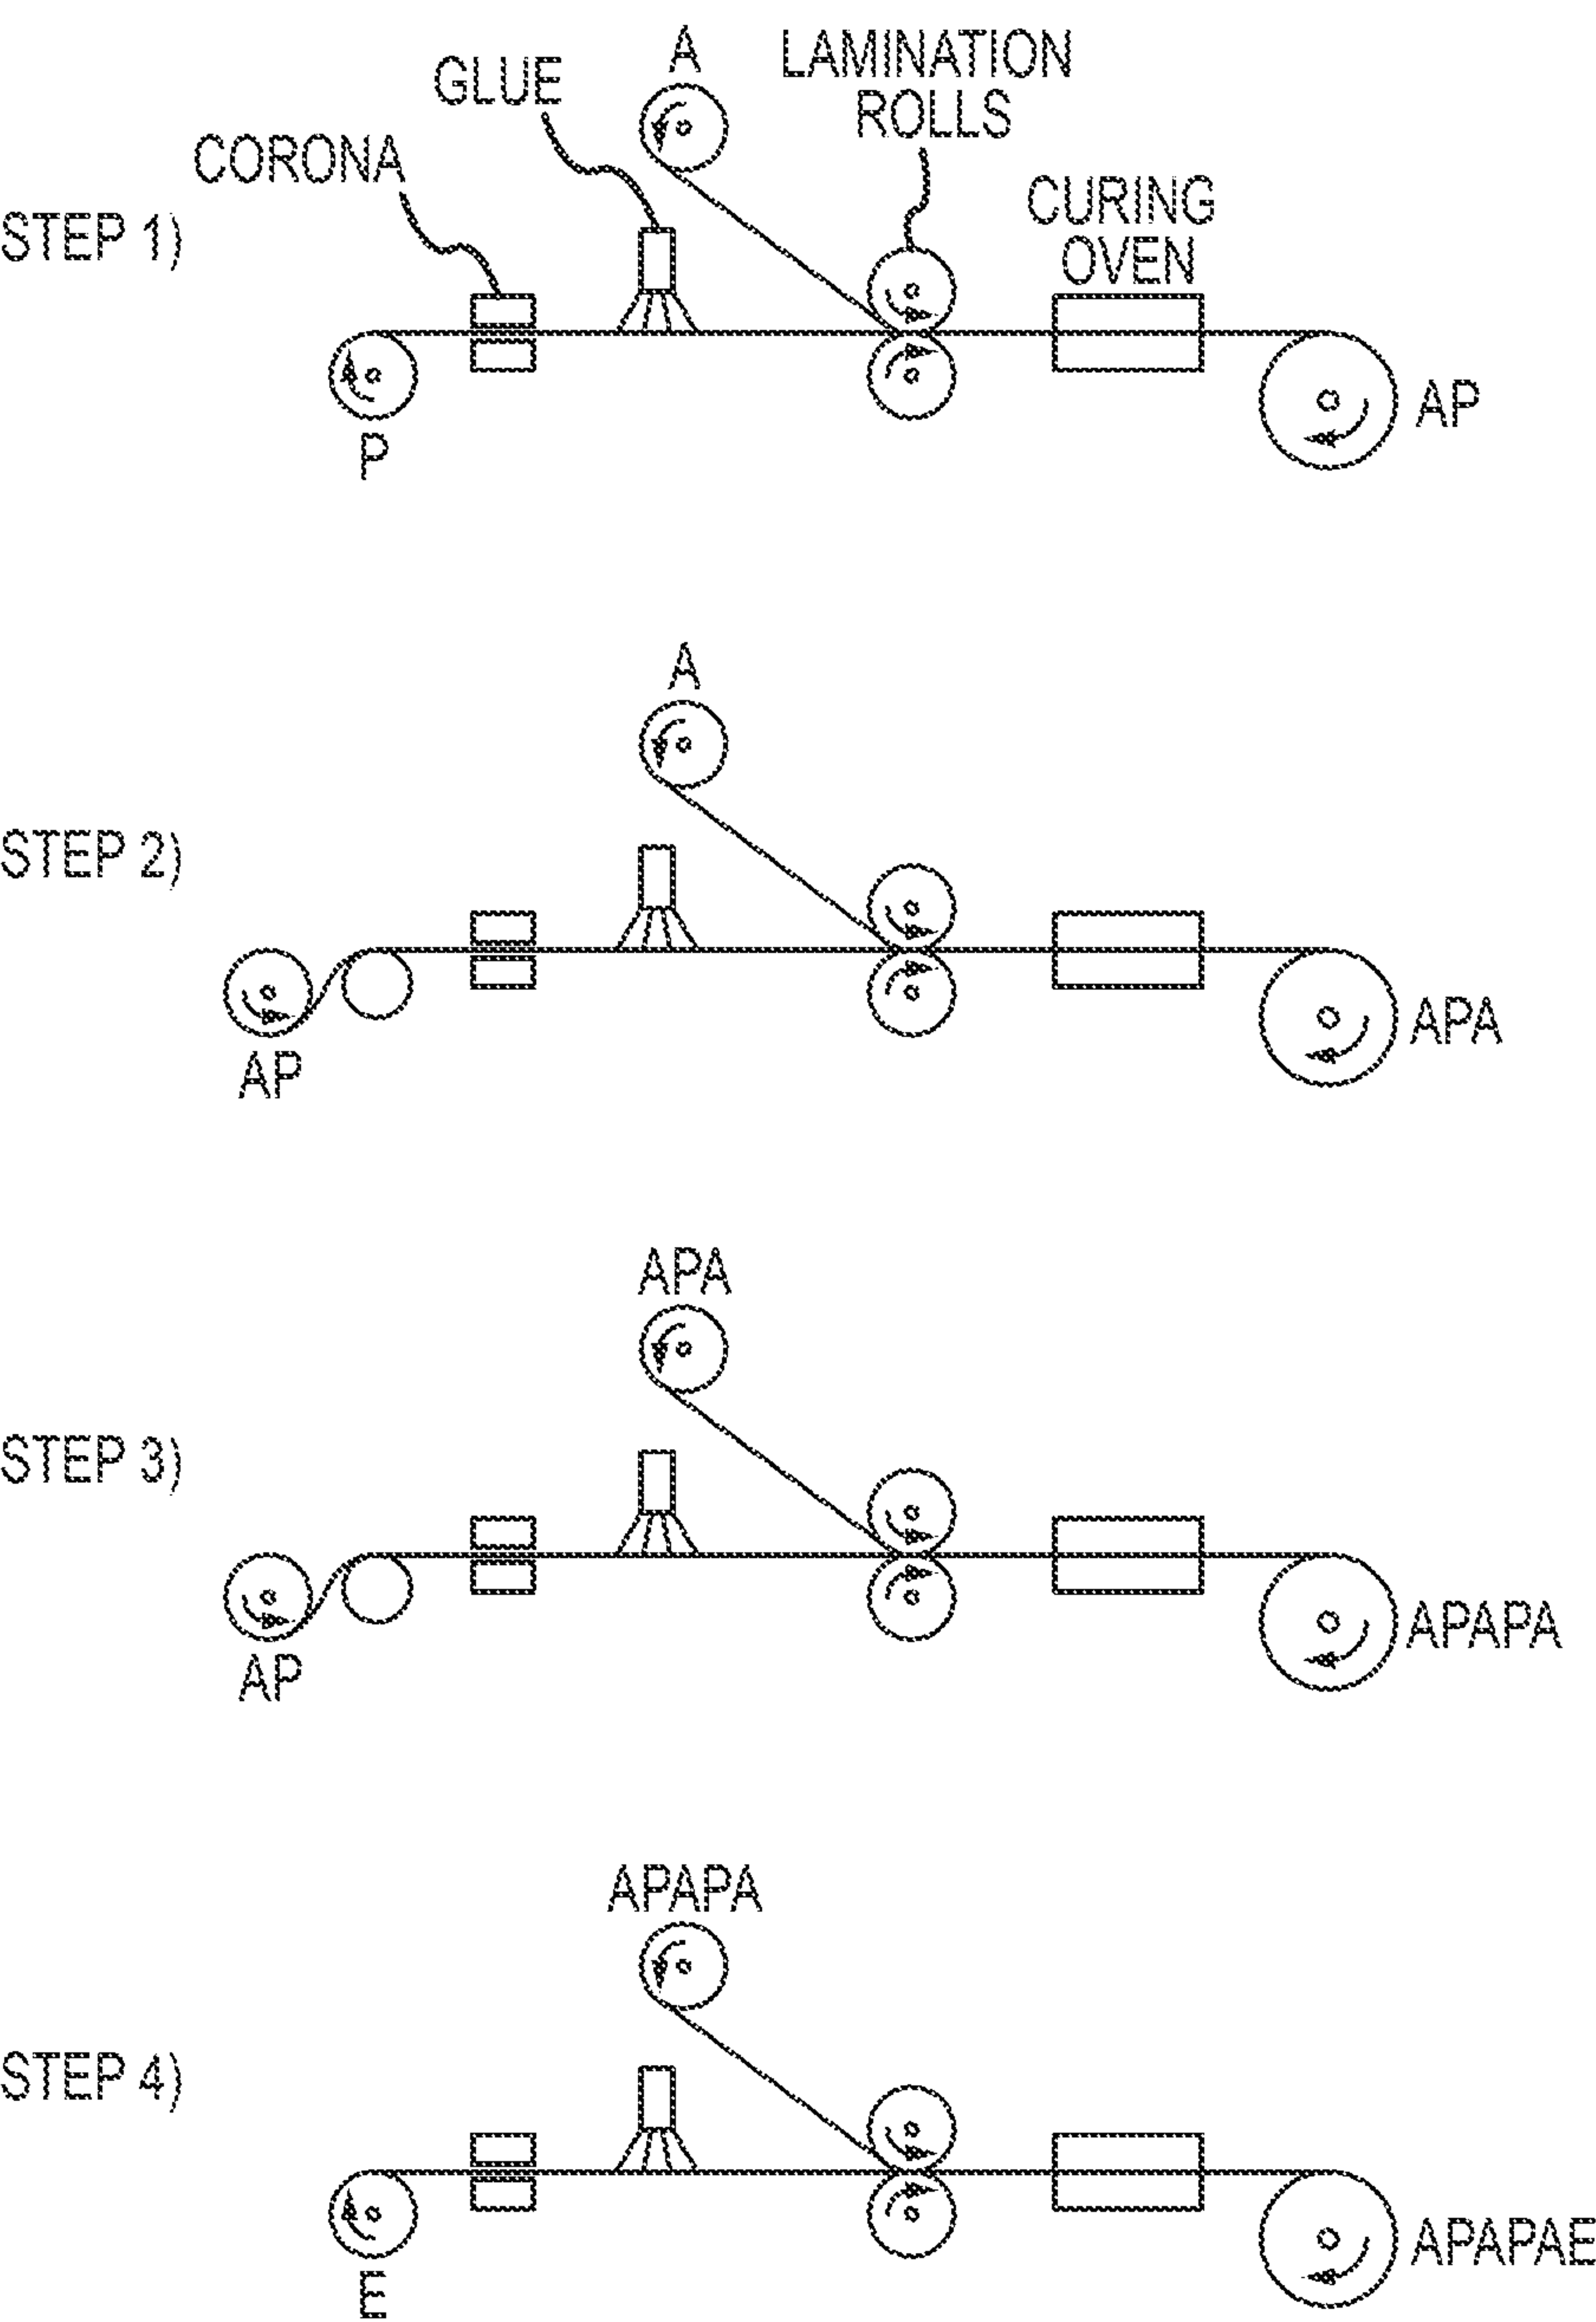 A
LAMINATION
ROLLS
GLUE
CORONA
CURING
OVEN
STEP 1)
P
AP
A
STEP 2)
AP
APA
APA
STEP 3)
AP
APAPA
APAPA
STEP 4)
E
APAPAE